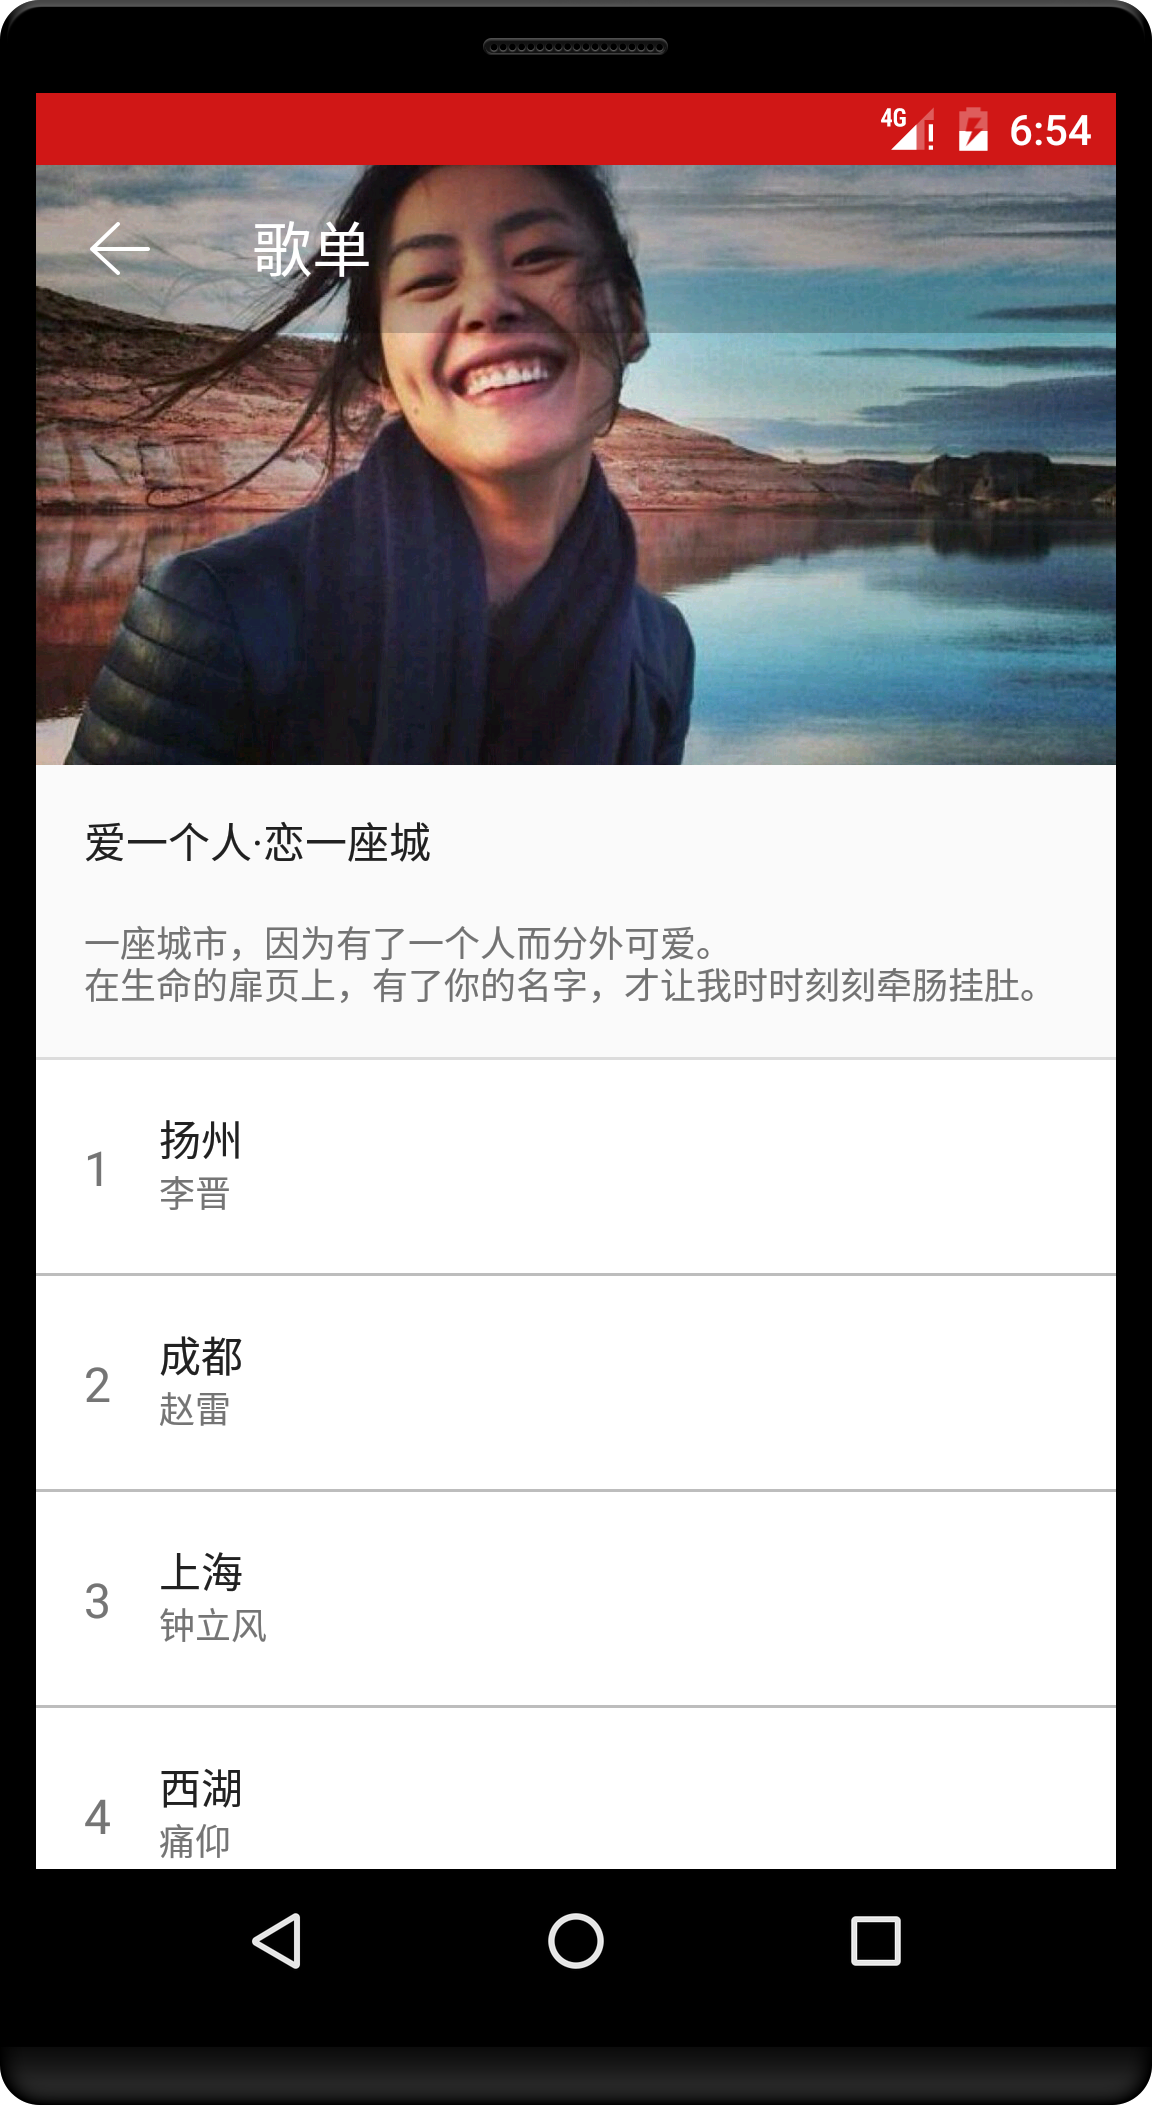 4G 6:54
歌单
爱一个人·恋一座城
一座城市，因为有了一个人而分外可爱。
在生命的扉页上，有了你的名字，才让我时时刻刻牵肠挂肚。
1
扬州
李晋
2
成都
赵雷
3
上海
钟立风
4
西湖
痛仰